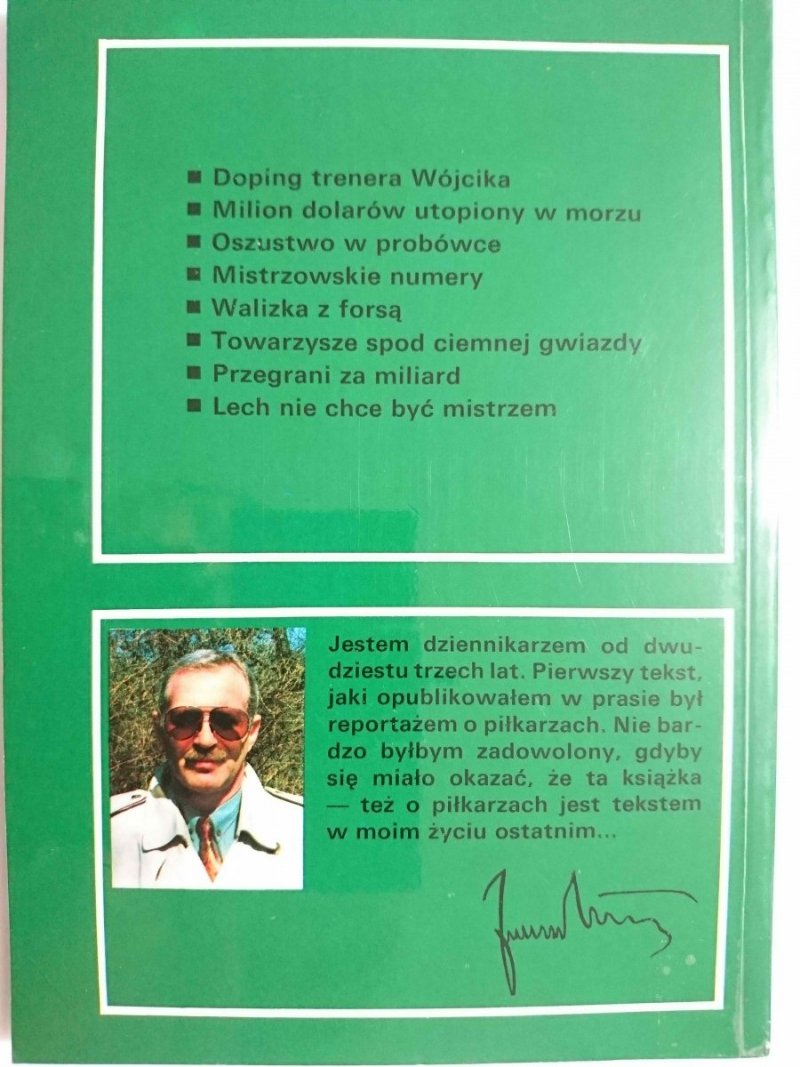 ■ Doping trenera Wójcika
■ Milion dolarów utopiony w morzu
■ Oszustwo w probówce
■ Mistrzowskie numery
■ Walizka z forsą
■ Towarzysze spod ciemnej gwiazdy
■ Przegrani za miliard
■ Lech nie chce być mistrzem
Jestem dziennikarzem od dwu-
dziestu trzech lat. Pierwszy tekst,
jaki opublikowałem w prasie był
reportażem o piłkarzach. Nie bar-
dzo byłbym zadowolony, gdyby
się miało okazać, że ta książka
— też o piłkarzach jest tekstem
w moim życiu ostatnim...